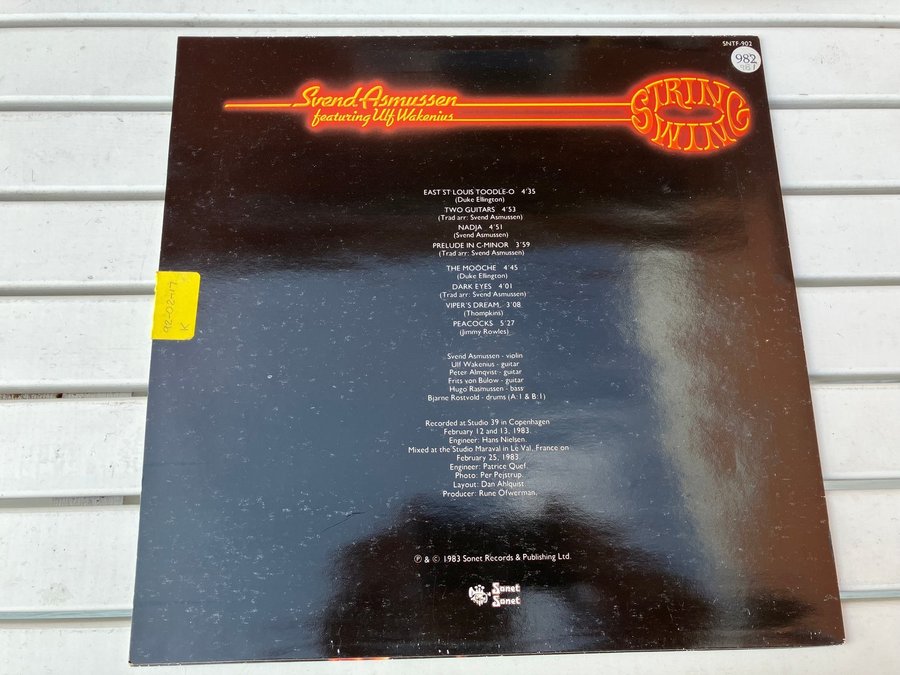 SNTF-902
982
Svend Asmussen
featuring Ulf Wakenius
STRING
SWING
EAST ST LOUIS TOODLE-O 4'35
(Duke Ellington)
TWO GUITARS 4'53
(Trad arr: Svend Asmussen)
NADJA 4'51
(Svend Asmussen)
PRELUDE IN C-MINOR 3'59
(Trad arr: Svend Asmussen)
THE MOOCHE 4'45
(Duke Ellington)
DARK EYES 4'01
(Trad arr: Svend Asmussen)
VIPER'S DREAM 3'08
(Thompkins)
PEACOCKS 5'27
(Jimmy Rowles)
92-02-17
K
Svend Asmussen - violin
Ulf Wakenius - guitar
Peter Almqvist - guitar
Frits von Bülow - guitar
Hugo Rasmussen - bass
Bjarne Rostvold - drums (A:1 & B:1)
Recorded at Studio 39 in Copenhagen
February 12 and 13, 1983.
Engineer: Hans Nielsen.
Mixed at the Studio Maraval in Le Val, France on
February 25, 1983.
Engineer: Patrice Quef.
Photo: Per Pejstrup.
Layout: Dan Ahlquist.
Producer: Rune Öfwerman.
Ⓟ & © 1983 Sonet Records & Publishing Ltd.
Sonet
Sonet